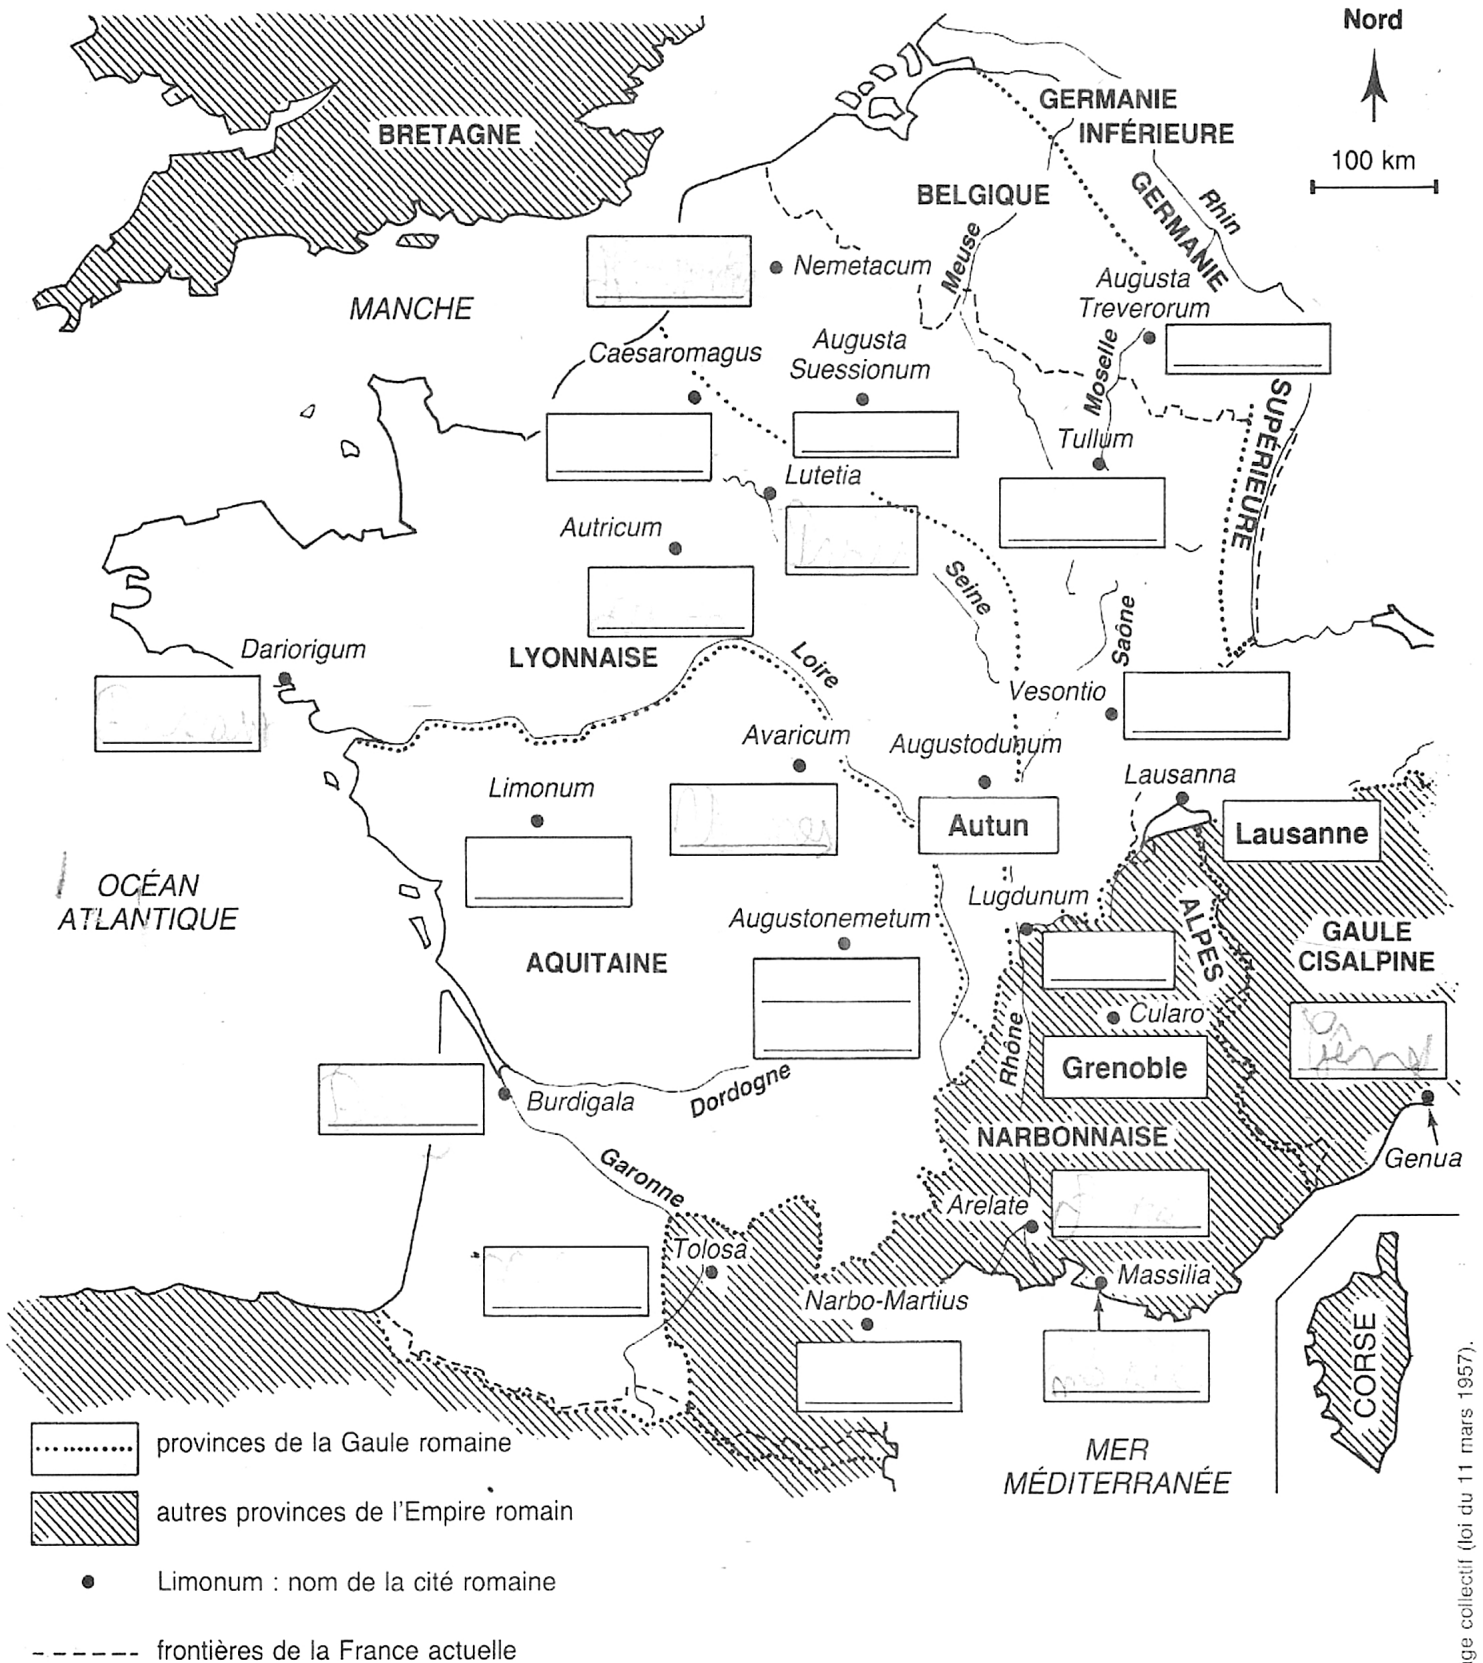 Nord
100 km
GERMANIE
INFÉRIEURE
BRETAGNE
BELGIQUE
Rhin
GERMANIE
Meuse
Nemetacum
Augusta
Treverorum
MANCHE
Caesaromagus
Augusta
Suessionum
Moselle
SUPÉRIEURE
Tullum
Lutetia
Autricum
Seine
Saône
Dariorigum
LYONNAISE
Loire
Vesontio
Avaricum
Augustodunum
Limonum
Lausanna
Autun
Lausanne
OCÉAN
ATLANTIQUE
Lugdunum
Augustonemetum
ALPES
GAULE
CISALPINE
AQUITAINE
Cularo
Rhône
Grenoble
Dordogne
Burdigala
NARBONNAISE
Garonne
Genua
Arelate
Tolosa
Massilia
Narbo-Martius
CORSE
MER
MÉDITERRANÉE
provinces de la Gaule romaine
autres provinces de l'Empire romain
Limonum : nom de la cité romaine
frontières de la France actuelle
collectif (loi du 11 mars 1957).